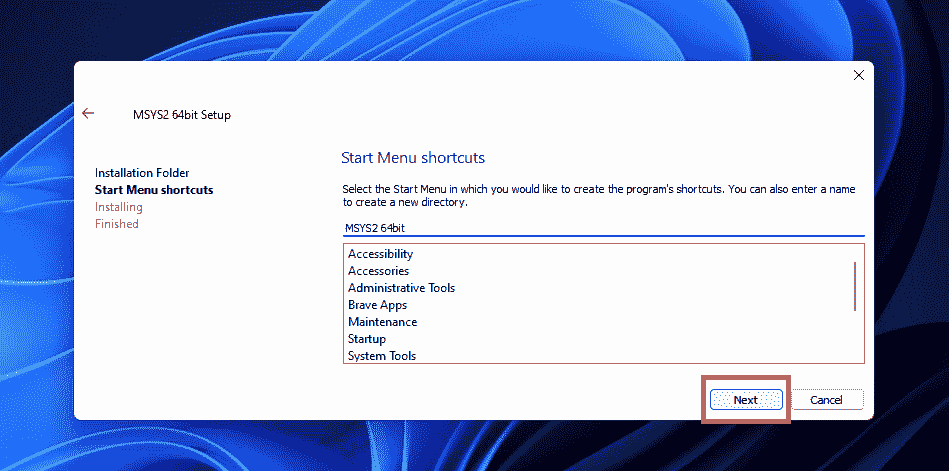 MSYS2 64bit Setup
Installation Folder
Start Menu shortcuts
Installing
Finished
Start Menu shortcuts
Select the Start Menu in which you would like to create the program's shortcuts. You can also enter a name
to create a new directory.
MSYS2 64bit
Accessibility
Accessories
Administrative Tools
Brave Apps
Maintenance
Startup
System Tools
Next
Cancel